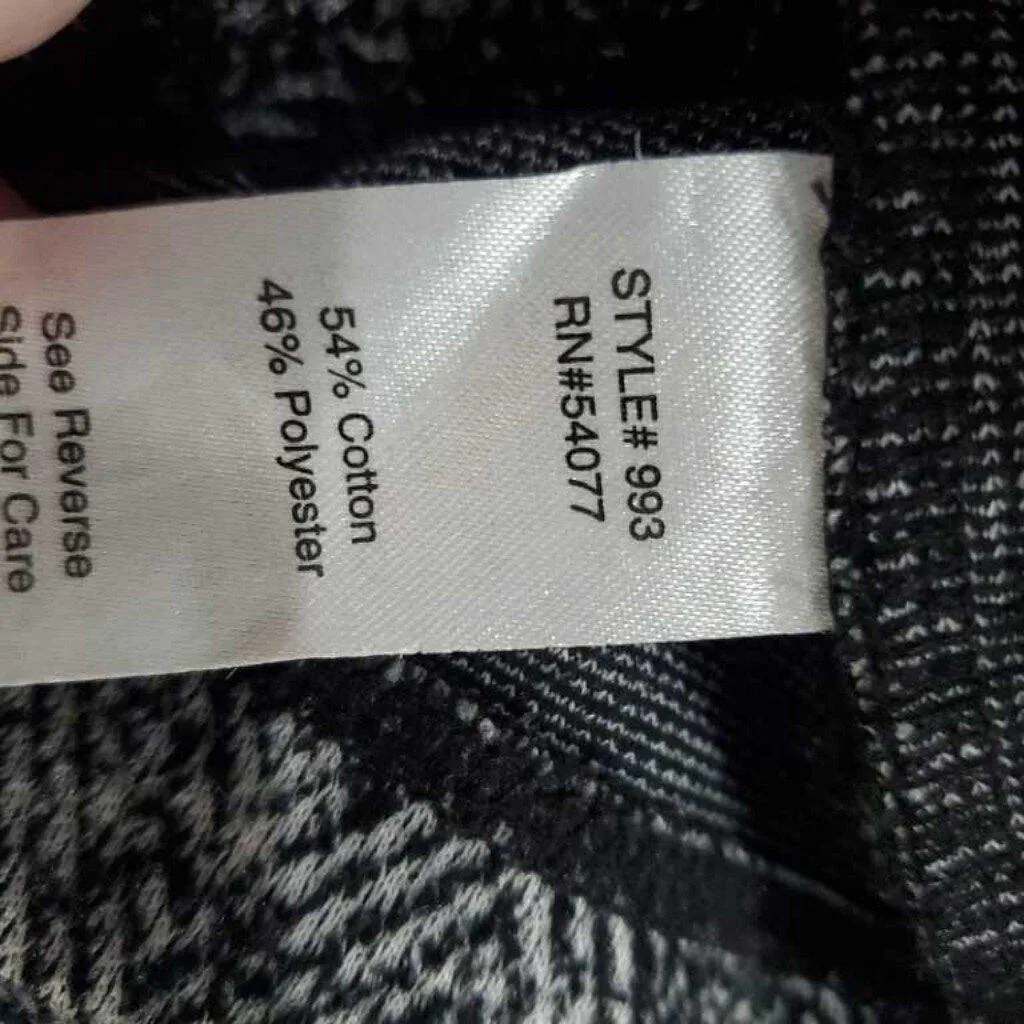 STYLE# 993
RN#54077
54% Cotton
46% Polyester
See Reverse
Side For Care